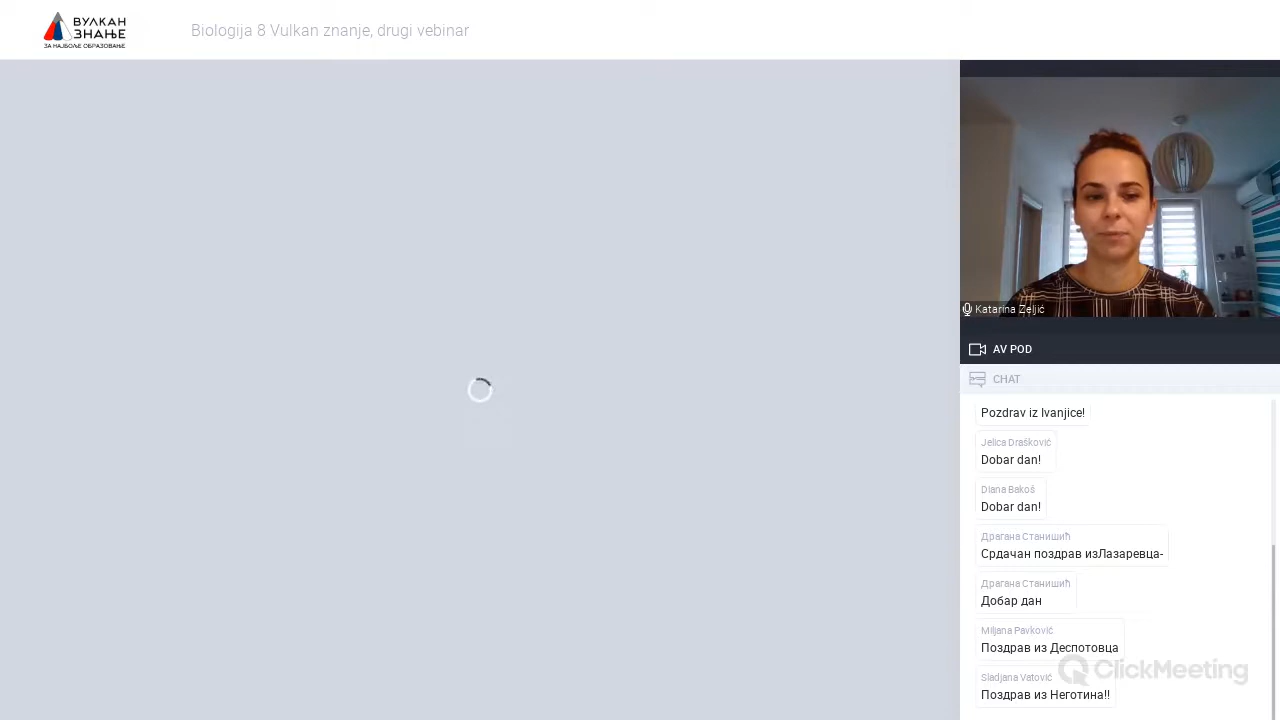 ВУЛКАН
ЗНАЊЕ
ЗА НАЈБОЉЕ ОБРАЗОВАЊЕ
Biologija 8 Vulkan znanje, drugi vebinar
Katarina Zeljić
AV POD
CHAT
Pozdrav iz Ivanjice!
Jelica Drašković
Dobar dan!
Diana Bakoš
Dobar dan!
Драгана Станишић
Срдачан поздрав изЛазаревца-
Драгана Станишић
Добар дан
Miljana Pavković
Поздрав из Деспотовца
ClickMeeting
Sladjana Vatović
Поздрав из Неготина!!